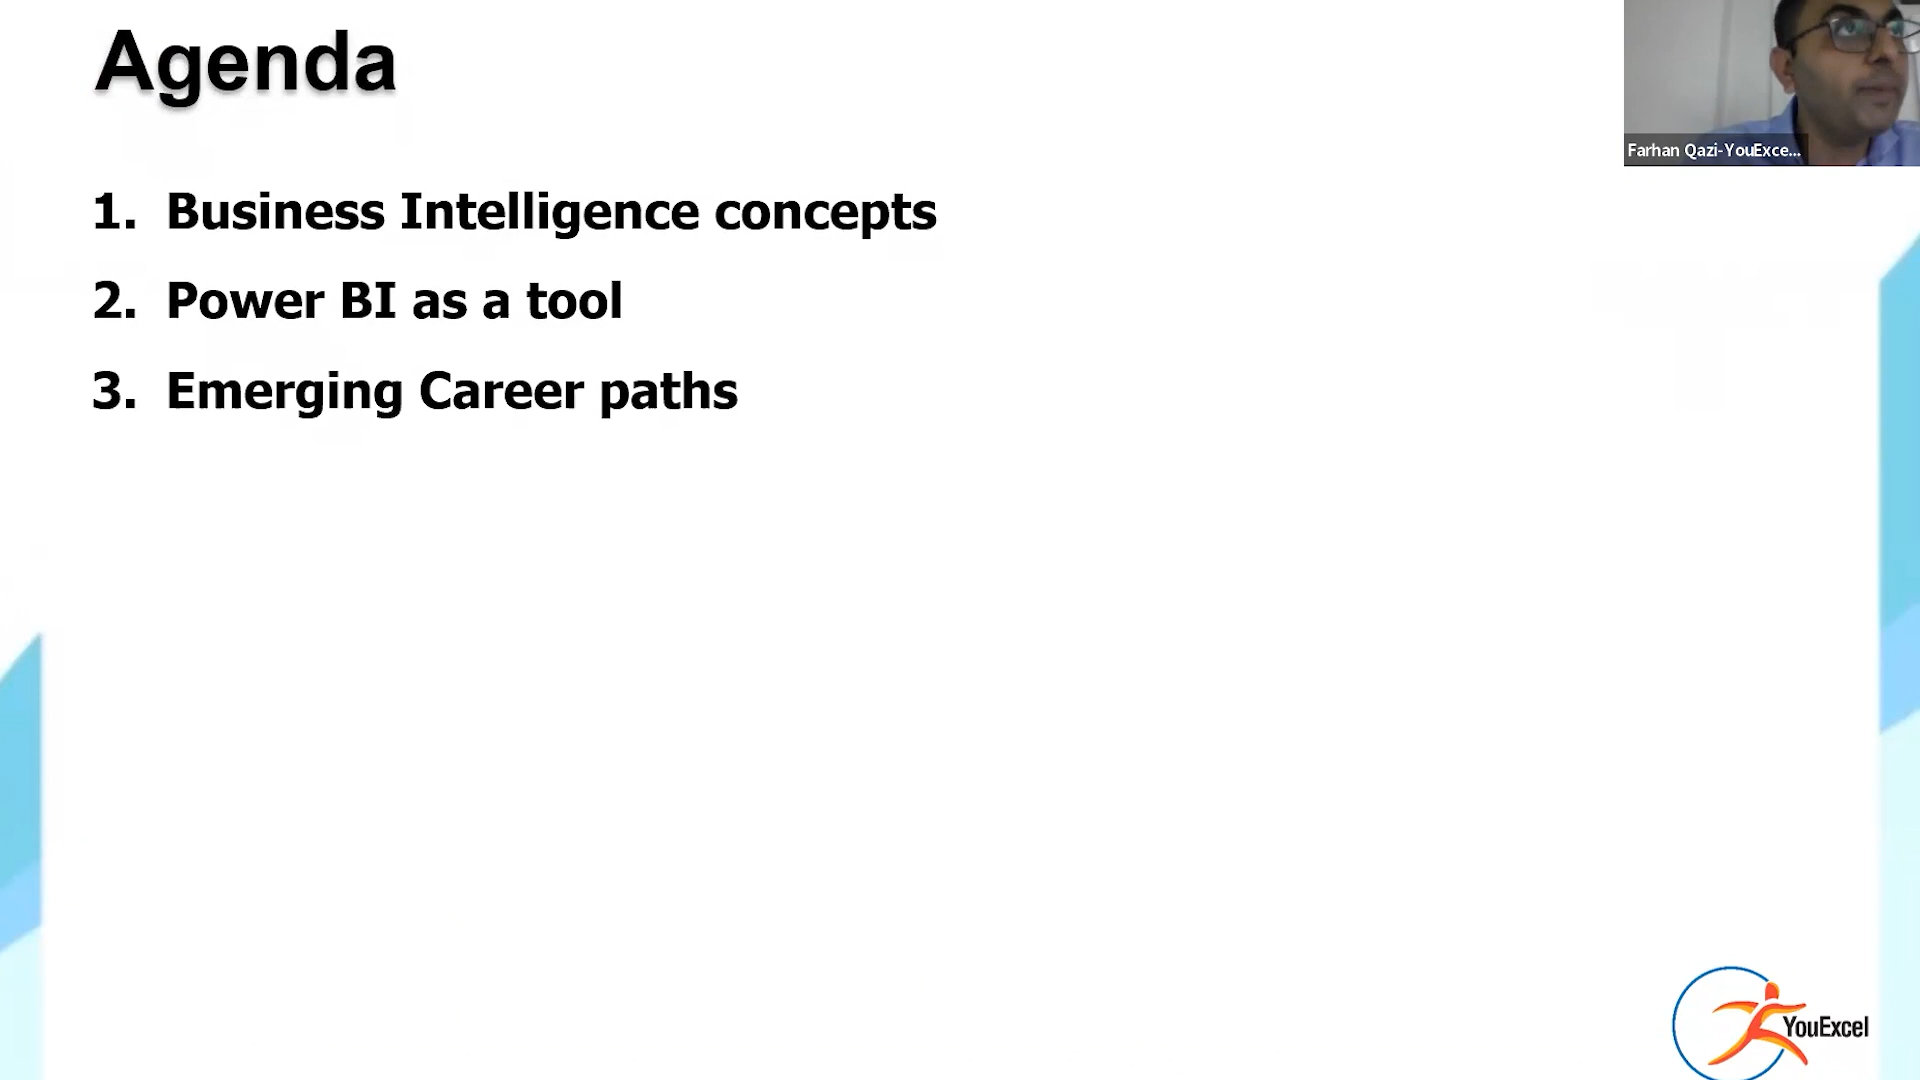 Agenda
Farhan Qazi-YouExce...
1. Business Intelligence concepts
2. Power BI as a tool
3. Emerging Career paths
YouExcel